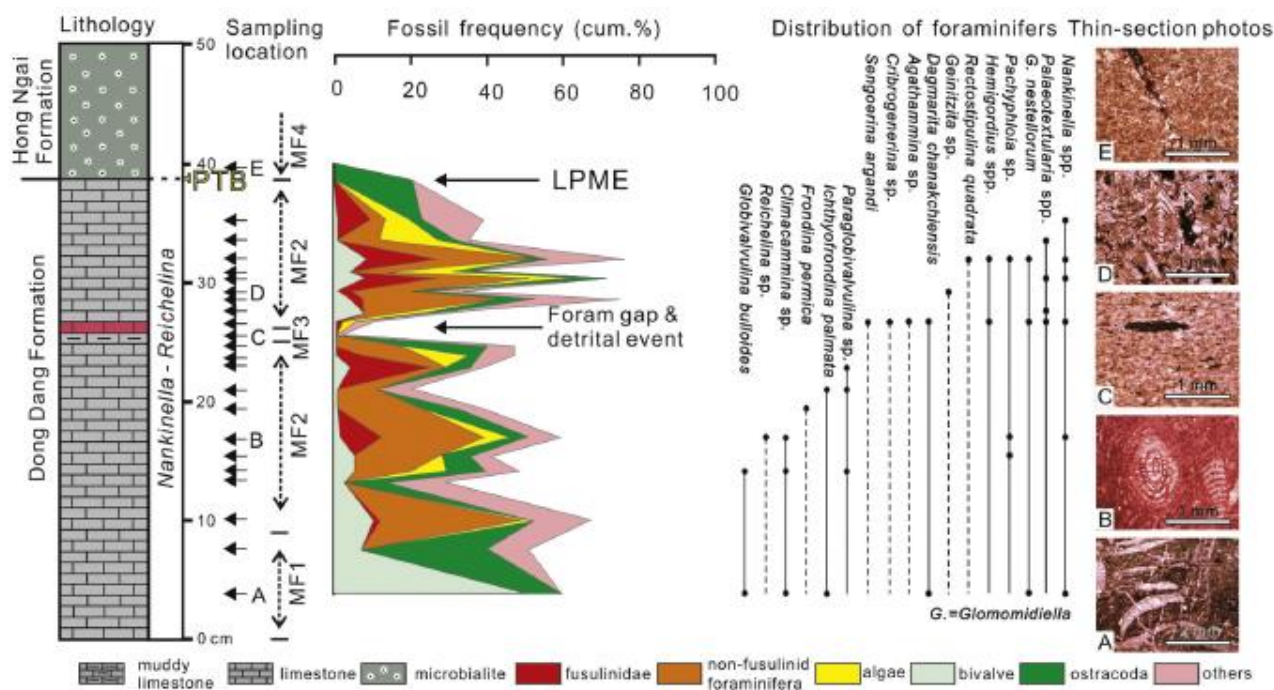 Lithology
Sampling location
Fossil frequency (cum.%)
Distribution of foraminifers
Thin-section photos
50
40
30
20
10
0 cm
Hong Ngai Formation
Dong Dang Formation
Nankinella - Reichelina
PTB
E
D
C
B
A
MF4
MF2
MF3
MF2
MF1
0 20 40 60 80 100
LPME
Foram gap & detrital event
Globivalvulina bulloides
Reichelina sp.
Climacammina sp.
Frondina permica
Ichthyofrondina palmata
Paraglobivalvulina sp.
Sengoerina argandi
Cribrogenerina sp.
Agathammina sp.
Dagmarita chanakchiensis
Geinitzita sp.
Rectostipulina quadrata
Hemigordius spp.
Pachyphloia sp.
G. nestellorum
Palaeotextularia spp.
Nankinella spp.
G.=Glomomidiella
E
1 mm
D
1 mm
C
1 mm
B
1 mm
A
muddy limestone
limestone
microbialite
fusulinidae
non-fusulinid foraminifera
algae
bivalve
ostracoda
others